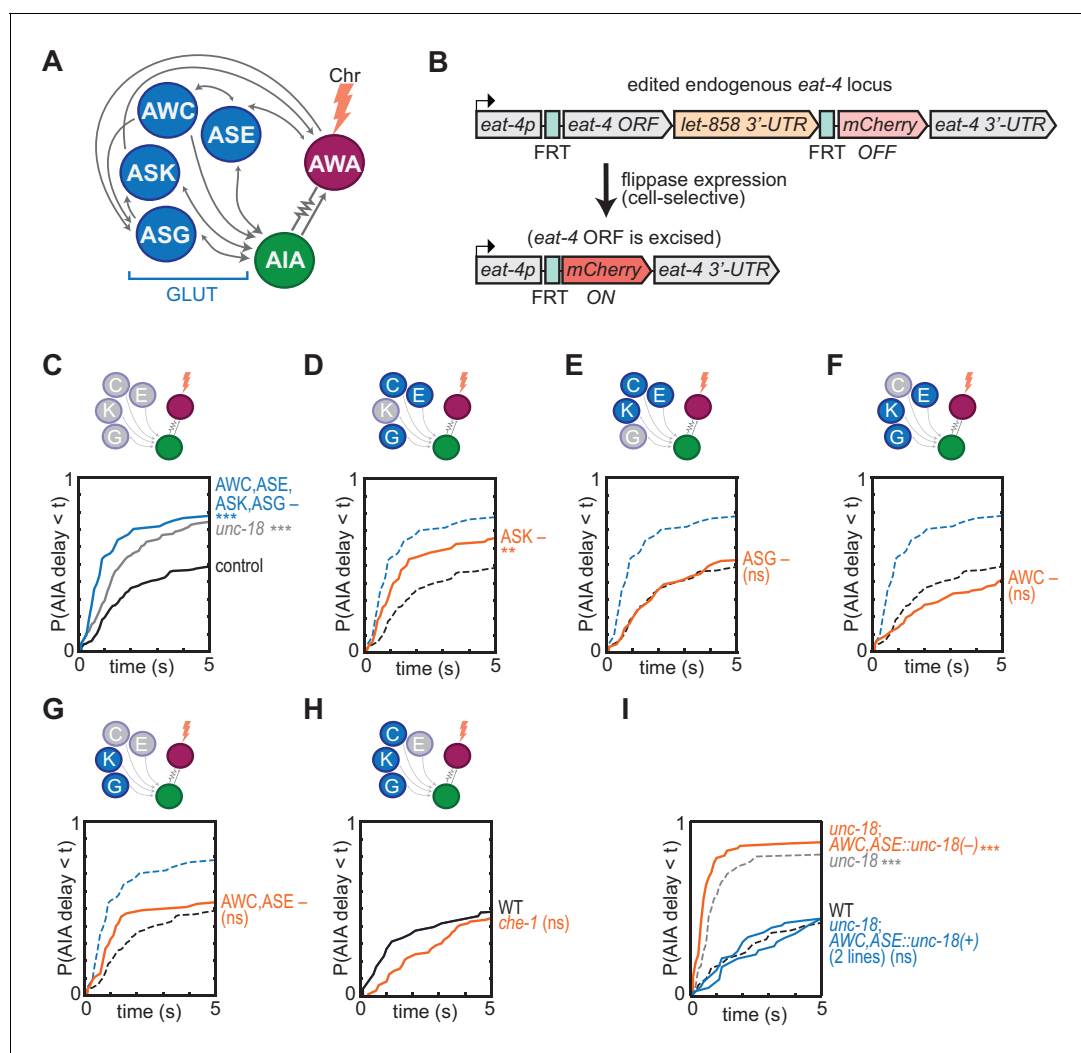 A
Chr
AWC
ASE
AWA
ASK
ASG
AIA
GLUT
B
edited endogenous eat-4 locus
eat-4p
eat-4 ORF
let-858 3'-UTR
mCherry
eat-4 3'-UTR
FRT
FRT
OFF
flippase expression
(cell-selective)
(eat-4 ORF is excised)
eat-4p
mCherry
eat-4 3'-UTR
FRT
ON
C
C
E
K
G
1
P(AIA delay < t)
0
0
time (s)
5
AWC,ASE,
ASK,ASG –
***
unc-18 ***
control
D
C
E
K
G
1
P(AIA delay < t)
0
0
time (s)
5
ASK –
**
E
C
E
K
G
1
P(AIA delay < t)
0
0
time (s)
5
ASG –
(ns)
F
C
E
K
G
1
P(AIA delay < t)
0
0
time (s)
5
AWC –
(ns)
G
C
E
K
G
1
P(AIA delay < t)
0
0
time (s)
5
AWC,ASE –
(ns)
H
C
E
K
G
1
P(AIA delay < t)
0
0
time (s)
5
WT
che-1 (ns)
I
1
P(AIA delay < t)
0
0
time (s)
5
unc-18;
AWC,ASE::unc-18(–) ***
unc-18 ***
WT
unc-18;
AWC,ASE::unc-18(+)
(2 lines) (ns)